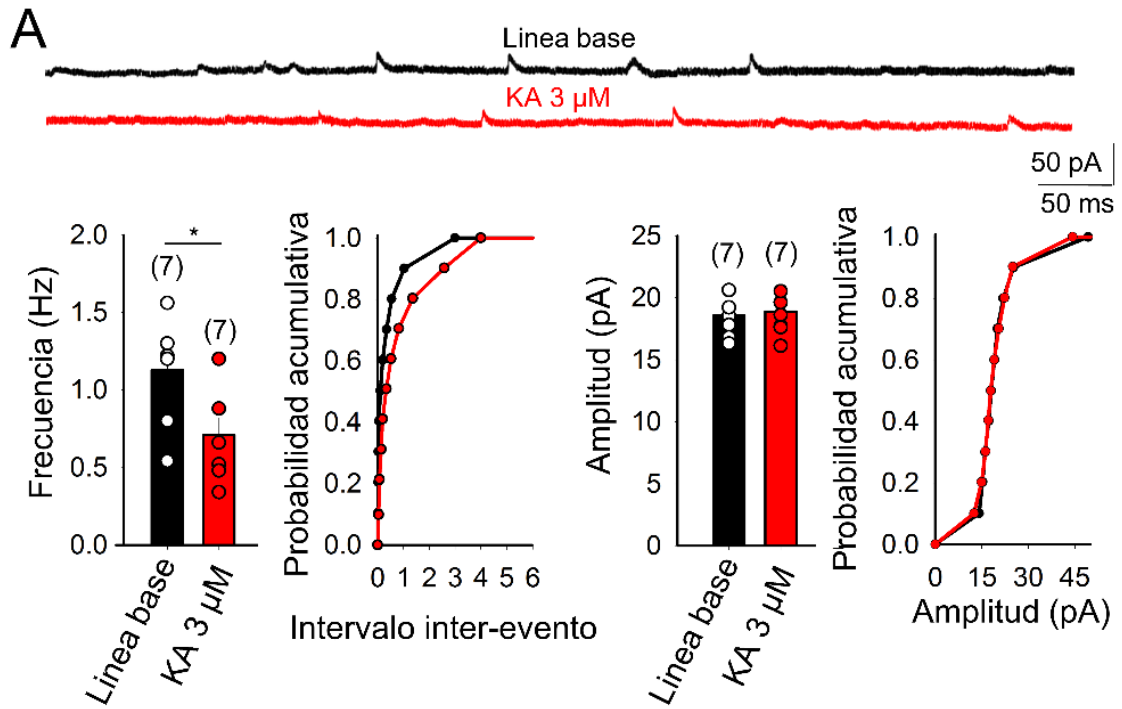 A
Linea base
KA 3 µM
50 pA
50 ms
Frecuencia (Hz)
2.0
1.5
1.0
0.5
0.0
*
(7)
(7)
Linea base
KA 3 µM
Probabilidad acumulativa
1.0
0.8
0.6
0.4
0.2
0.0
0 1 2 3 4 5 6
Intervalo inter-evento
Amplitud (pA)
25
20
15
10
5
0
(7)
(7)
Linea base
KA 3 µM
Probabilidad acumulativa
1.0
0.8
0.6
0.4
0.2
0.0
0 15 30 45
Amplitud (pA)